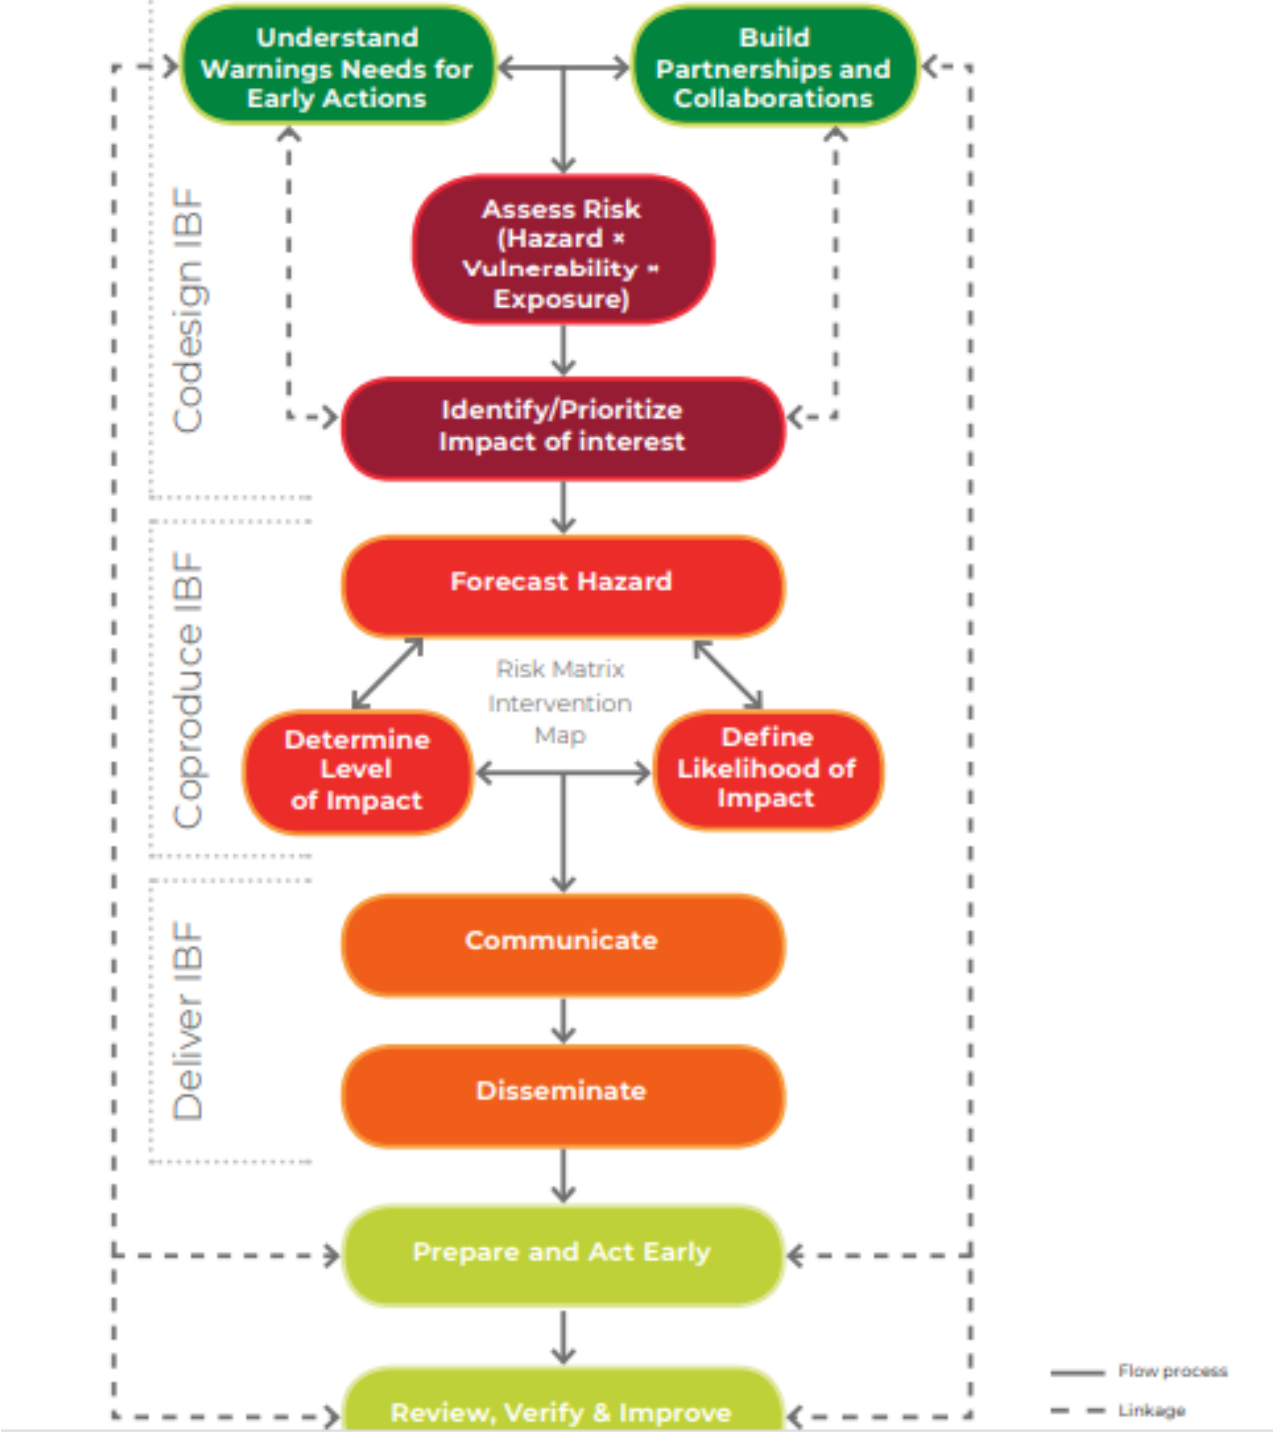 Understand
Warnings Needs for
Early Actions
Build
Partnerships and
Collaborations
Codesign IBF
Assess Risk
(Hazard ×
Vulnerability ×
Exposure)
Identify/Prioritize
Impact of interest
Coproduce IBF
Forecast Hazard
Risk Matrix
Intervention
Map
Determine
Level
of Impact
Define
Likelihood of
Impact
Deliver IBF
Communicate
Disseminate
Prepare and Act Early
Review, Verify & Improve
Flow process
Linkage